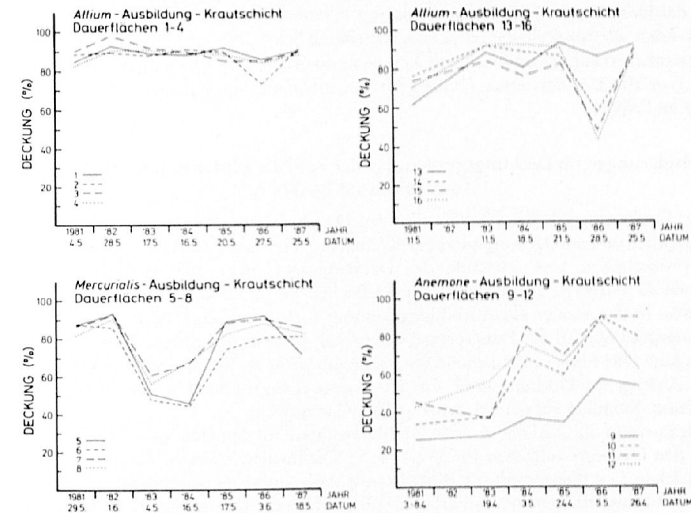 Allium - Ausbildung - Krautschicht
Dauerflächen 1-4
DECKUNG (%)
100
80
60
40
20
1
2
3
4
1981 '82 '83 '84 '85 '86 '87 JAHR
4.5 28.5 17.5 16.5 20.5 27.5 25.5 DATUM
Allium - Ausbildung - Krautschicht
Dauerflächen 13-16
DECKUNG (%)
100
80
60
40
20
13
14
15
16
1981 '82 '83 '84 '85 '86 '87 JAHR
11.5 11.5 18.5 21.5 28.5 25.5 DATUM
Mercurialis - Ausbildung - Krautschicht
Dauerflächen 5-8
DECKUNG (%)
100
80
60
40
20
5
6
7
8
1981 '82 '83 '84 '85 '86 '87 JAHR
29.5 1.6 4.5 16.5 17.5 3.6 18.5 DATUM
Anemone - Ausbildung - Krautschicht
Dauerflächen 9-12
DECKUNG (%)
100
80
60
40
20
9
10
11
12
1981 '82 '83 '84 '85 '86 '87 JAHR
3.-8.4 19.4 3.5 24.4 5.5 26.4 DATUM